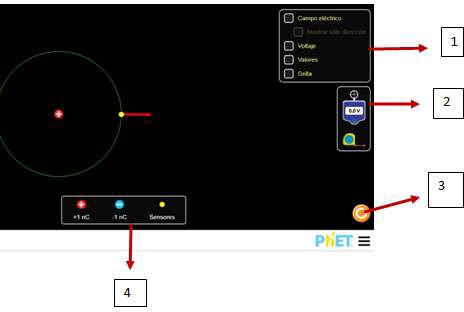 Campo eléctrico
Mostrar sólo dirección
Voltaje
Valores
Grilla
1
0.0 V
2
3
+1 nC
-1 nC
Sensores
PhET
4